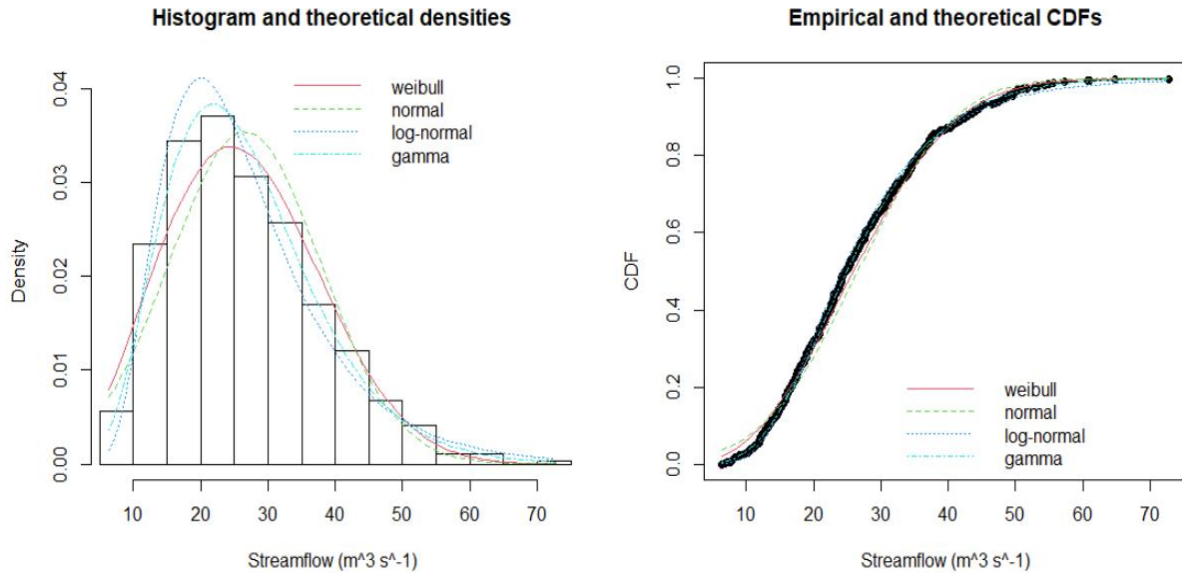 Histogram and theoretical densities
Density
0.00
0.01
0.02
0.03
0.04
weibull
normal
log-normal
gamma
10 20 30 40 50 60 70
Streamflow (m^3 s^-1)
Empirical and theoretical CDFs
CDF
0.0
0.2
0.4
0.6
0.8
1.0
weibull
normal
log-normal
gamma
10 20 30 40 50 60 70
Streamflow (m^3 s^-1)